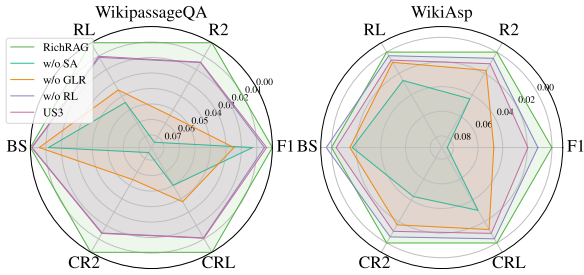 WikipassageQA
RL
R2
RichRAG
w/o SA
w/o GLR
w/o RL
US3
0.00
0.01
0.02
0.03
0.04
0.05
0.06
0.07
BS
F1
CR2
CRL
WikiAsp
RL
R2
0.00
0.02
0.04
0.06
0.08
BS
F1
CR2
CRL